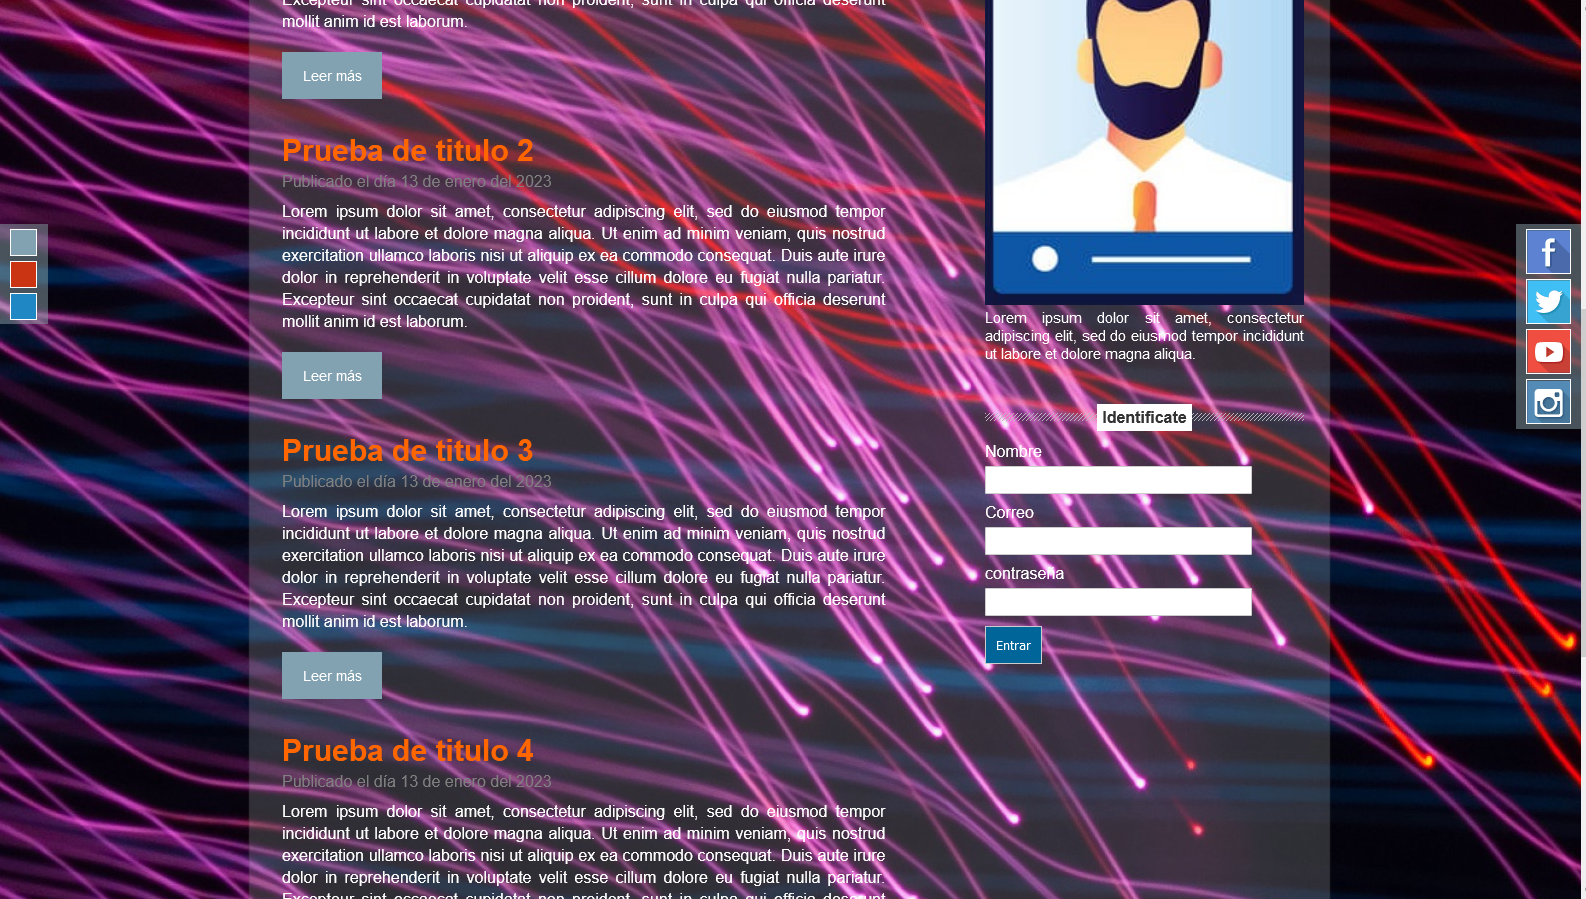 Excepteur sint occaecat cupidatat non proident, sunt in culpa qui officia deserunt
mollit anim id est laborum.
Leer más
Prueba de titulo 2
Publicado el día 13 de enero del 2023
Lorem ipsum dolor sit amet, consectetur adipiscing elit, sed do eiusmod tempor
incididunt ut labore et dolore magna aliqua. Ut enim ad minim veniam, quis nostrud
exercitation ullamco laboris nisi ut aliquip ex ea commodo consequat. Duis aute irure
dolor in reprehenderit in voluptate velit esse cillum dolore eu fugiat nulla pariatur.
Excepteur sint occaecat cupidatat non proident, sunt in culpa qui officia deserunt
mollit anim id est laborum.
Leer más
Prueba de titulo 3
Publicado el día 13 de enero del 2023
Lorem ipsum dolor sit amet, consectetur adipiscing elit, sed do eiusmod tempor
incididunt ut labore et dolore magna aliqua. Ut enim ad minim veniam, quis nostrud
exercitation ullamco laboris nisi ut aliquip ex ea commodo consequat. Duis aute irure
dolor in reprehenderit in voluptate velit esse cillum dolore eu fugiat nulla pariatur.
Excepteur sint occaecat cupidatat non proident, sunt in culpa qui officia deserunt
mollit anim id est laborum.
Leer más
Prueba de titulo 4
Publicado el día 13 de enero del 2023
Lorem ipsum dolor sit amet, consectetur adipiscing elit, sed do eiusmod tempor
incididunt ut labore et dolore magna aliqua. Ut enim ad minim veniam, quis nostrud
exercitation ullamco laboris nisi ut aliquip ex ea commodo consequat. Duis aute irure
dolor in reprehenderit in voluptate velit esse cillum dolore eu fugiat nulla pariatur.
Excepteur sint occaecat cupidatat non proident, sunt in culpa qui officia deserunt
Lorem ipsum dolor sit amet, consectetur
adipiscing elit, sed do eiusmod tempor incididunt
ut labore et dolore magna aliqua.
Identificate
Nombre
Correo
contraseña
Entrar